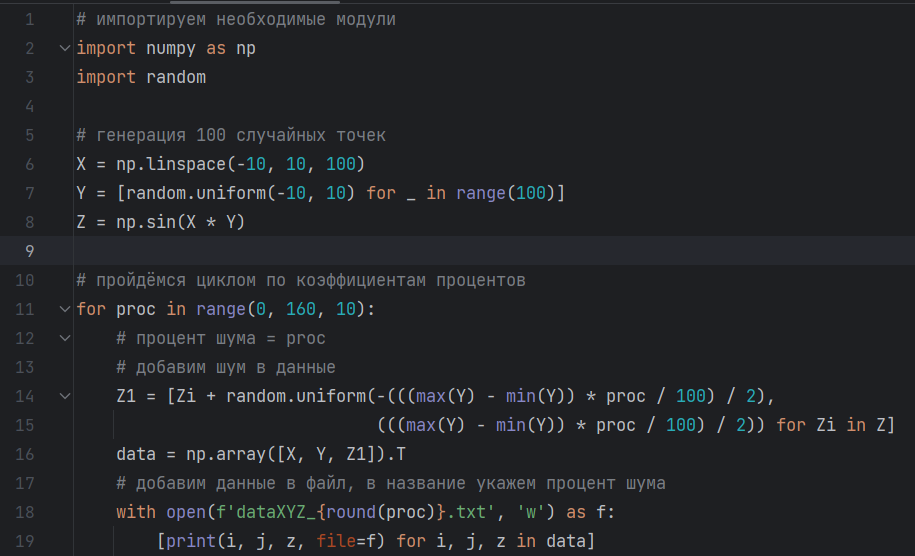 1 # импортируем необходимые модули
2 import numpy as np
3 import random
4
5 # генерация 100 случайных точек
6 X = np.linspace(-10, 10, 100)
7 Y = [random.uniform(-10, 10) for _ in range(100)]
8 Z = np.sin(X * Y)
9
10 # пройдёмся циклом по коэффициентам процентов
11 for proc in range(0, 160, 10):
12     # процент шума = proc
13     # добавим шум в данные
14     Z1 = [Zi + random.uniform(-(((max(Y) - min(Y)) * proc / 100) / 2),
15                               (((max(Y) - min(Y)) * proc / 100) / 2)) for Zi in Z]
16     data = np.array([X, Y, Z1]).T
17     # добавим данные в файл, в название укажем процент шума
18     with open(f'dataXYZ_{round(proc)}.txt', 'w') as f:
19         [print(i, j, z, file=f) for i, j, z in data]